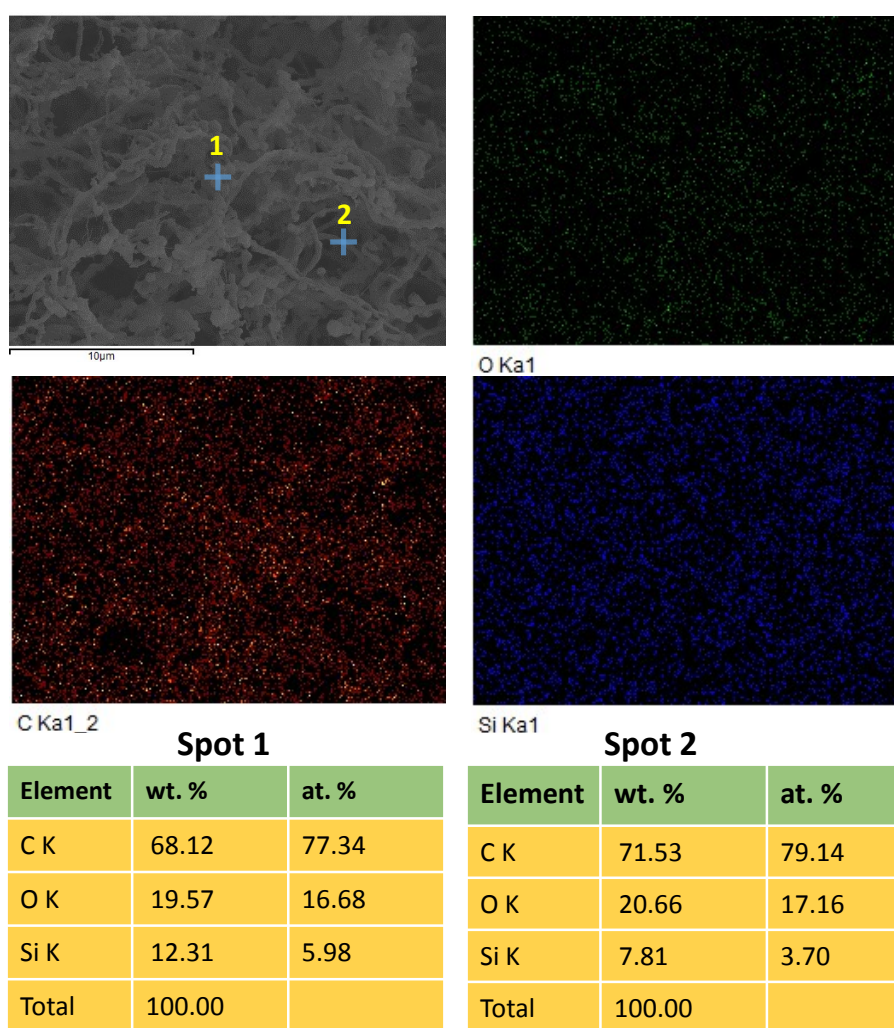 1
2
10µm
O Ka1
C Ka1_2
Si Ka1
Spot 1
Element wt. % at. %
C K 68.12 77.34
O K 19.57 16.68
Si K 12.31 5.98
Total 100.00
Spot 2
Element wt. % at. %
C K 71.53 79.14
O K 20.66 17.16
Si K 7.81 3.70
Total 100.00